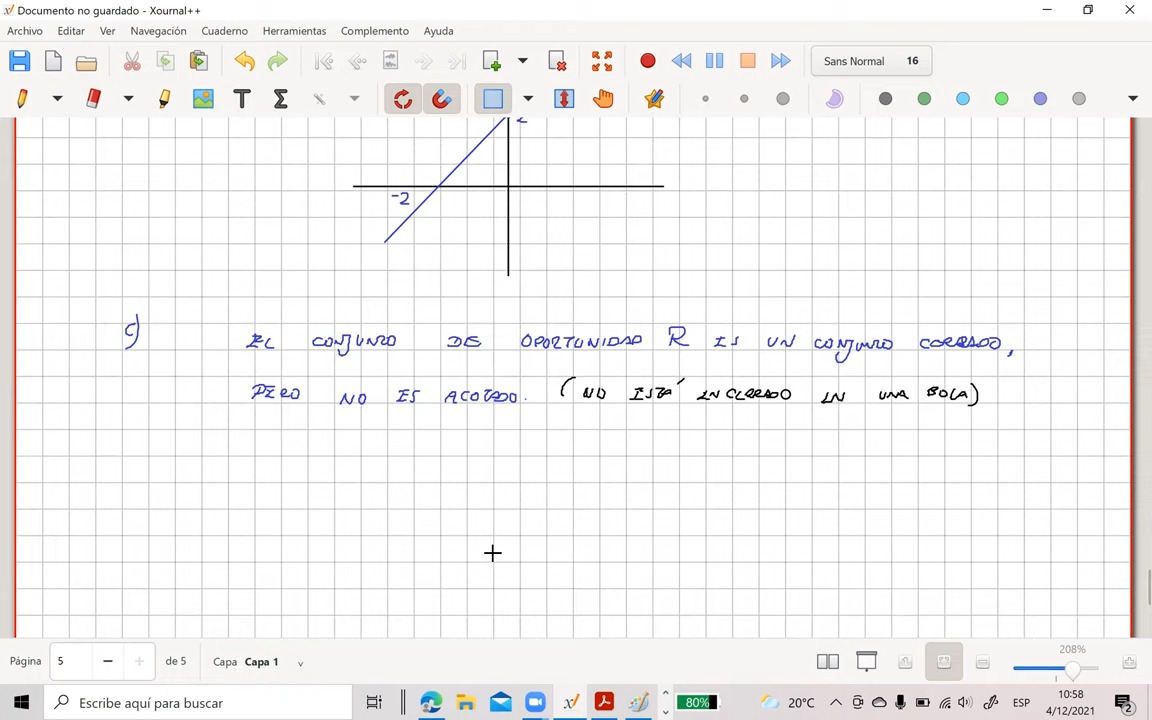 Documento no guardado - Xournal++
Archivo Editar Ver Navegación Cuaderno Herramientas Complemento Ayuda
Sans Normal 16
2
-2
c) EL CONJUNTO DE OPORTUNIDAD R ES UN CONJUNTO CERRADO,
PERO NO ES ACOTADO. (NO ESTÁ ENCERRADO EN UNA BOLA)
Página 5 de 5 Capa Capa 1 208%
Escribe aquí para buscar 80% 20°C ESP 10:58
4/12/2021 2